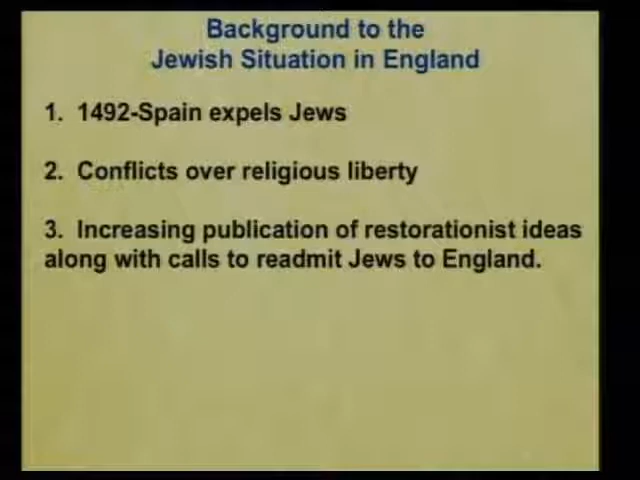 Background to the
Jewish Situation in England
1. 1492-Spain expels Jews
2. Conflicts over religious liberty
3. Increasing publication of restorationist ideas
along with calls to readmit Jews to England.